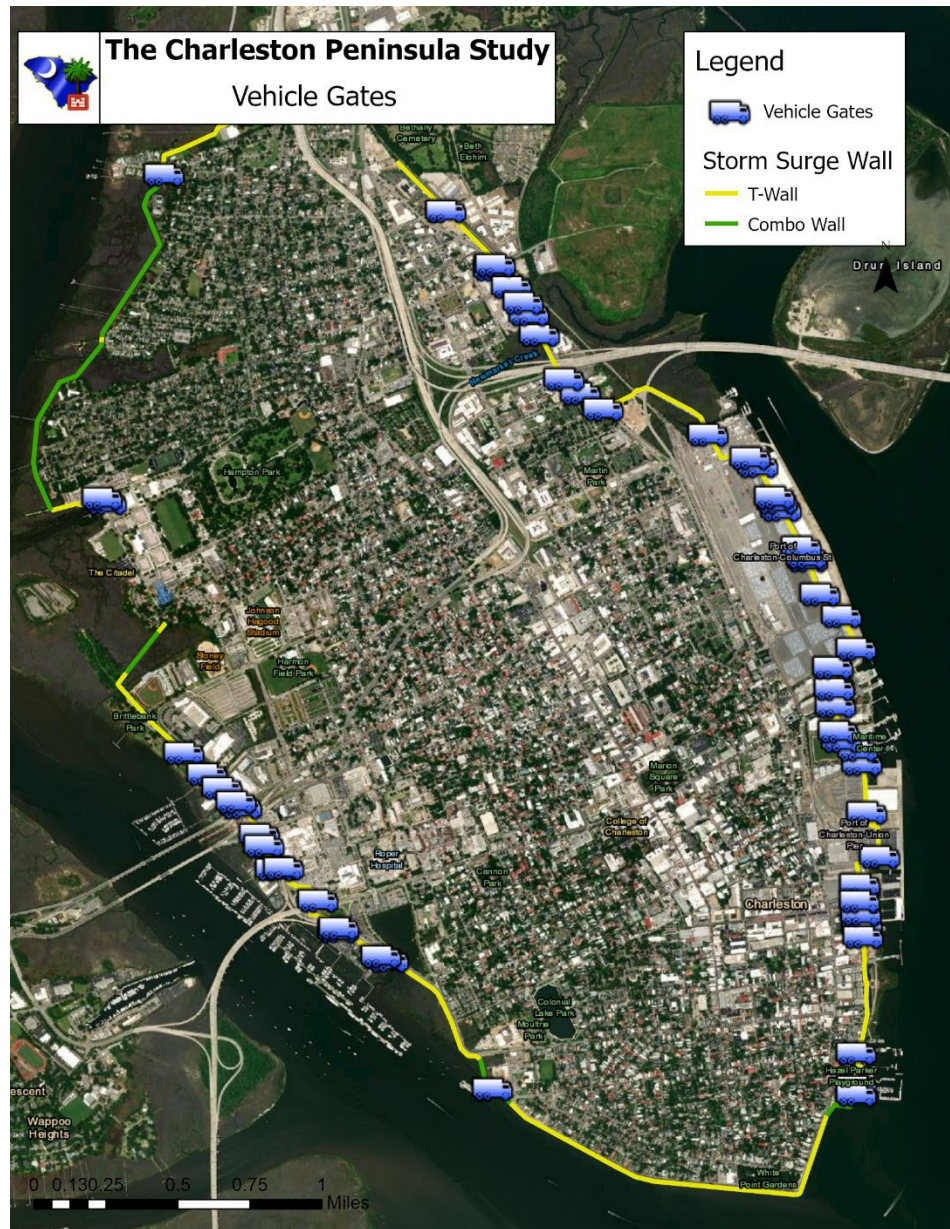 The Charleston Peninsula Study
Vehicle Gates
Legend
Vehicle Gates
Storm Surge Wall
T-Wall
Combo Wall
N
Drum Island
Bethany
Cemetery
Beth
Elohim
Newmarket Creek
Hampton Park
Martin
Park
Port of
Charleston-Columbus St
The Citadel
Johnson
Hagood
Stadium
Stoney
Field
Harmon
Field Park
Brittlebank
Park
Maritime
Center
Marion
Square
Park
College of
Charleston
Port of
Charleston-Union
Pier
Roper
Hospital
Cannon
Park
Charleston
Colonial
Lake Park
Moultrie
Park
Hazel Parker
Playground
escent
Wappoo
Heights
White
Point Gardens
0 0.130.25 0.5 0.75 1
Miles